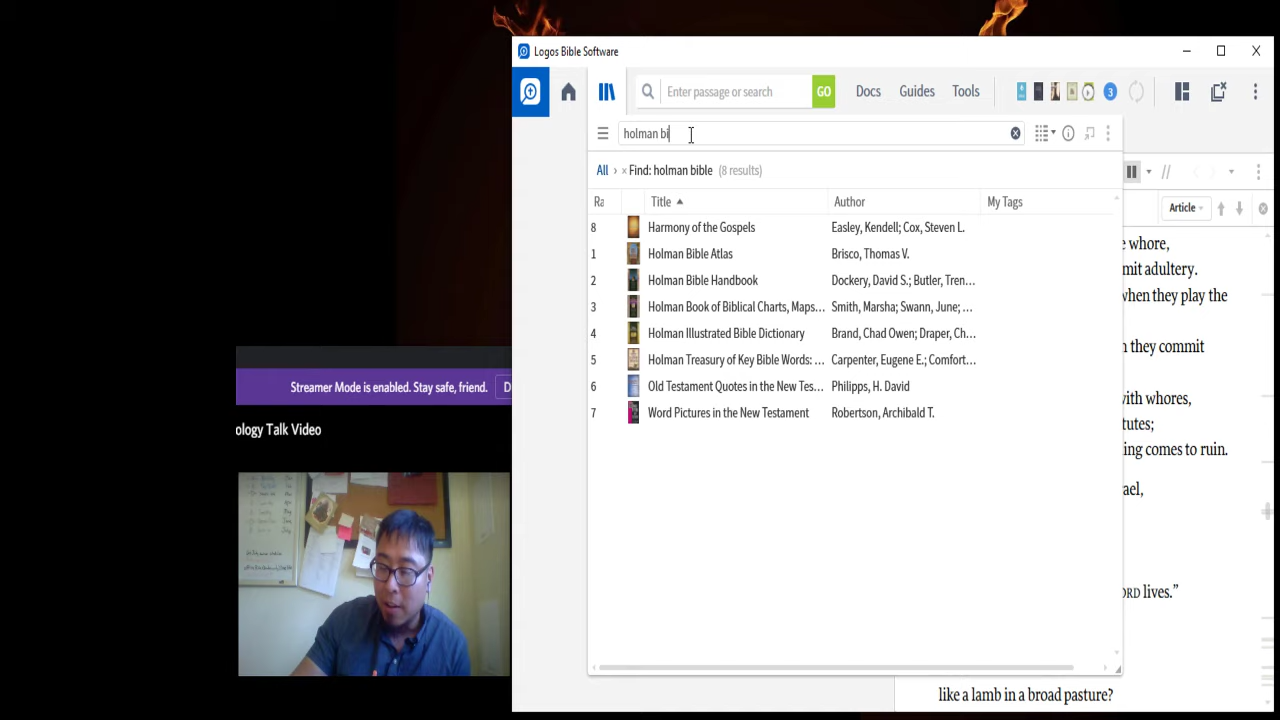 Logos Bible Software
Enter passage or search
GO
Docs
Guides
Tools
3
holman bi
All › × Find: holman bible (8 results)
Ra
Title
Author
My Tags
8 Harmony of the Gospels Easley, Kendell; Cox, Steven L.
1 Holman Bible Atlas Brisco, Thomas V.
2 Holman Bible Handbook Dockery, David S.; Butler, Tren...
3 Holman Book of Biblical Charts, Maps... Smith, Marsha; Swann, June; ...
4 Holman Illustrated Bible Dictionary Brand, Chad Owen; Draper, Ch...
5 Holman Treasury of Key Bible Words: ... Carpenter, Eugene E.; Comfort...
6 Old Testament Quotes in the New Tes... Philipps, H. David
7 Word Pictures in the New Testament Robertson, Archibald T.
Article
e whore,
mit adultery.
when they play the
n they commit
with whores,
tutes;
ing comes to ruin.
ael,
ORD lives.”
like a lamb in a broad pasture?
Streamer Mode is enabled. Stay safe, friend.
D
ology Talk Video